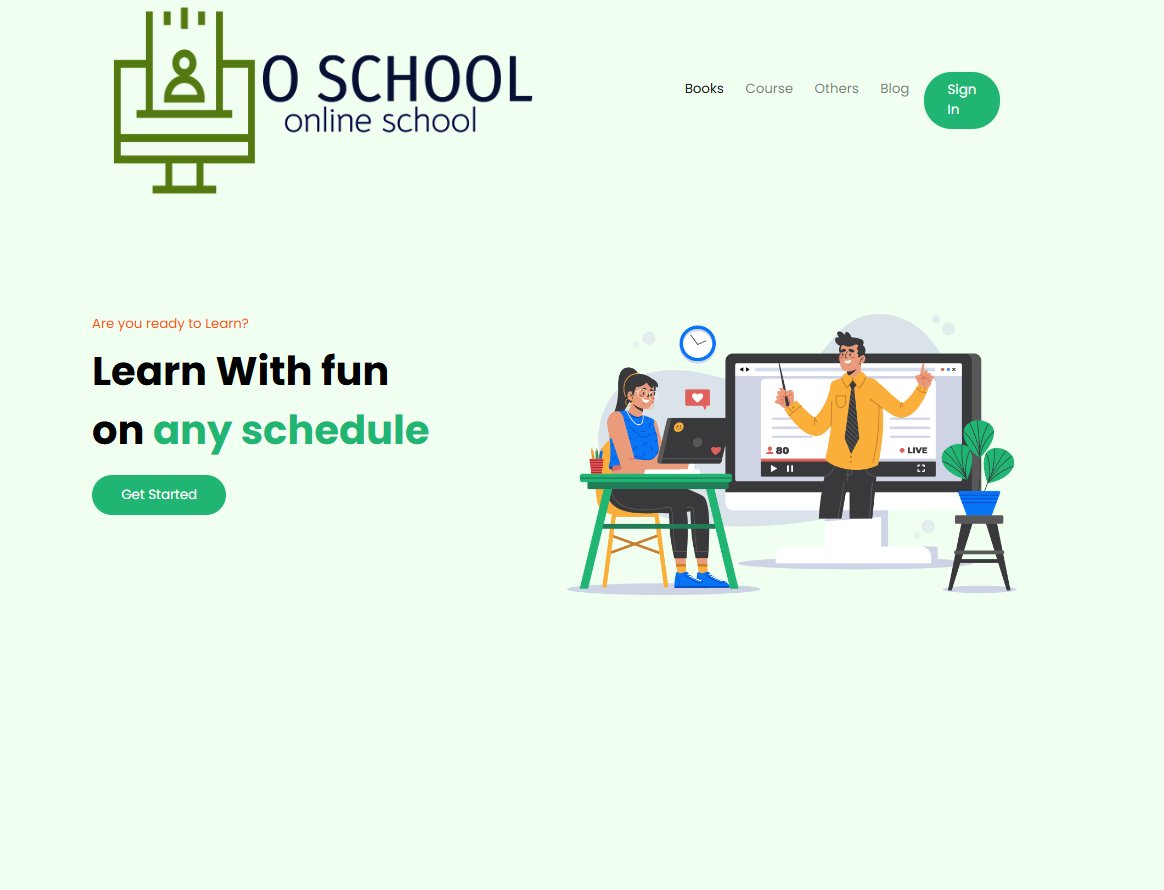 O SCHOOL
online school
Books Course Others Blog Sign
In
Are you ready to Learn?
Learn With fun
on any schedule
Get Started
80 LIVE